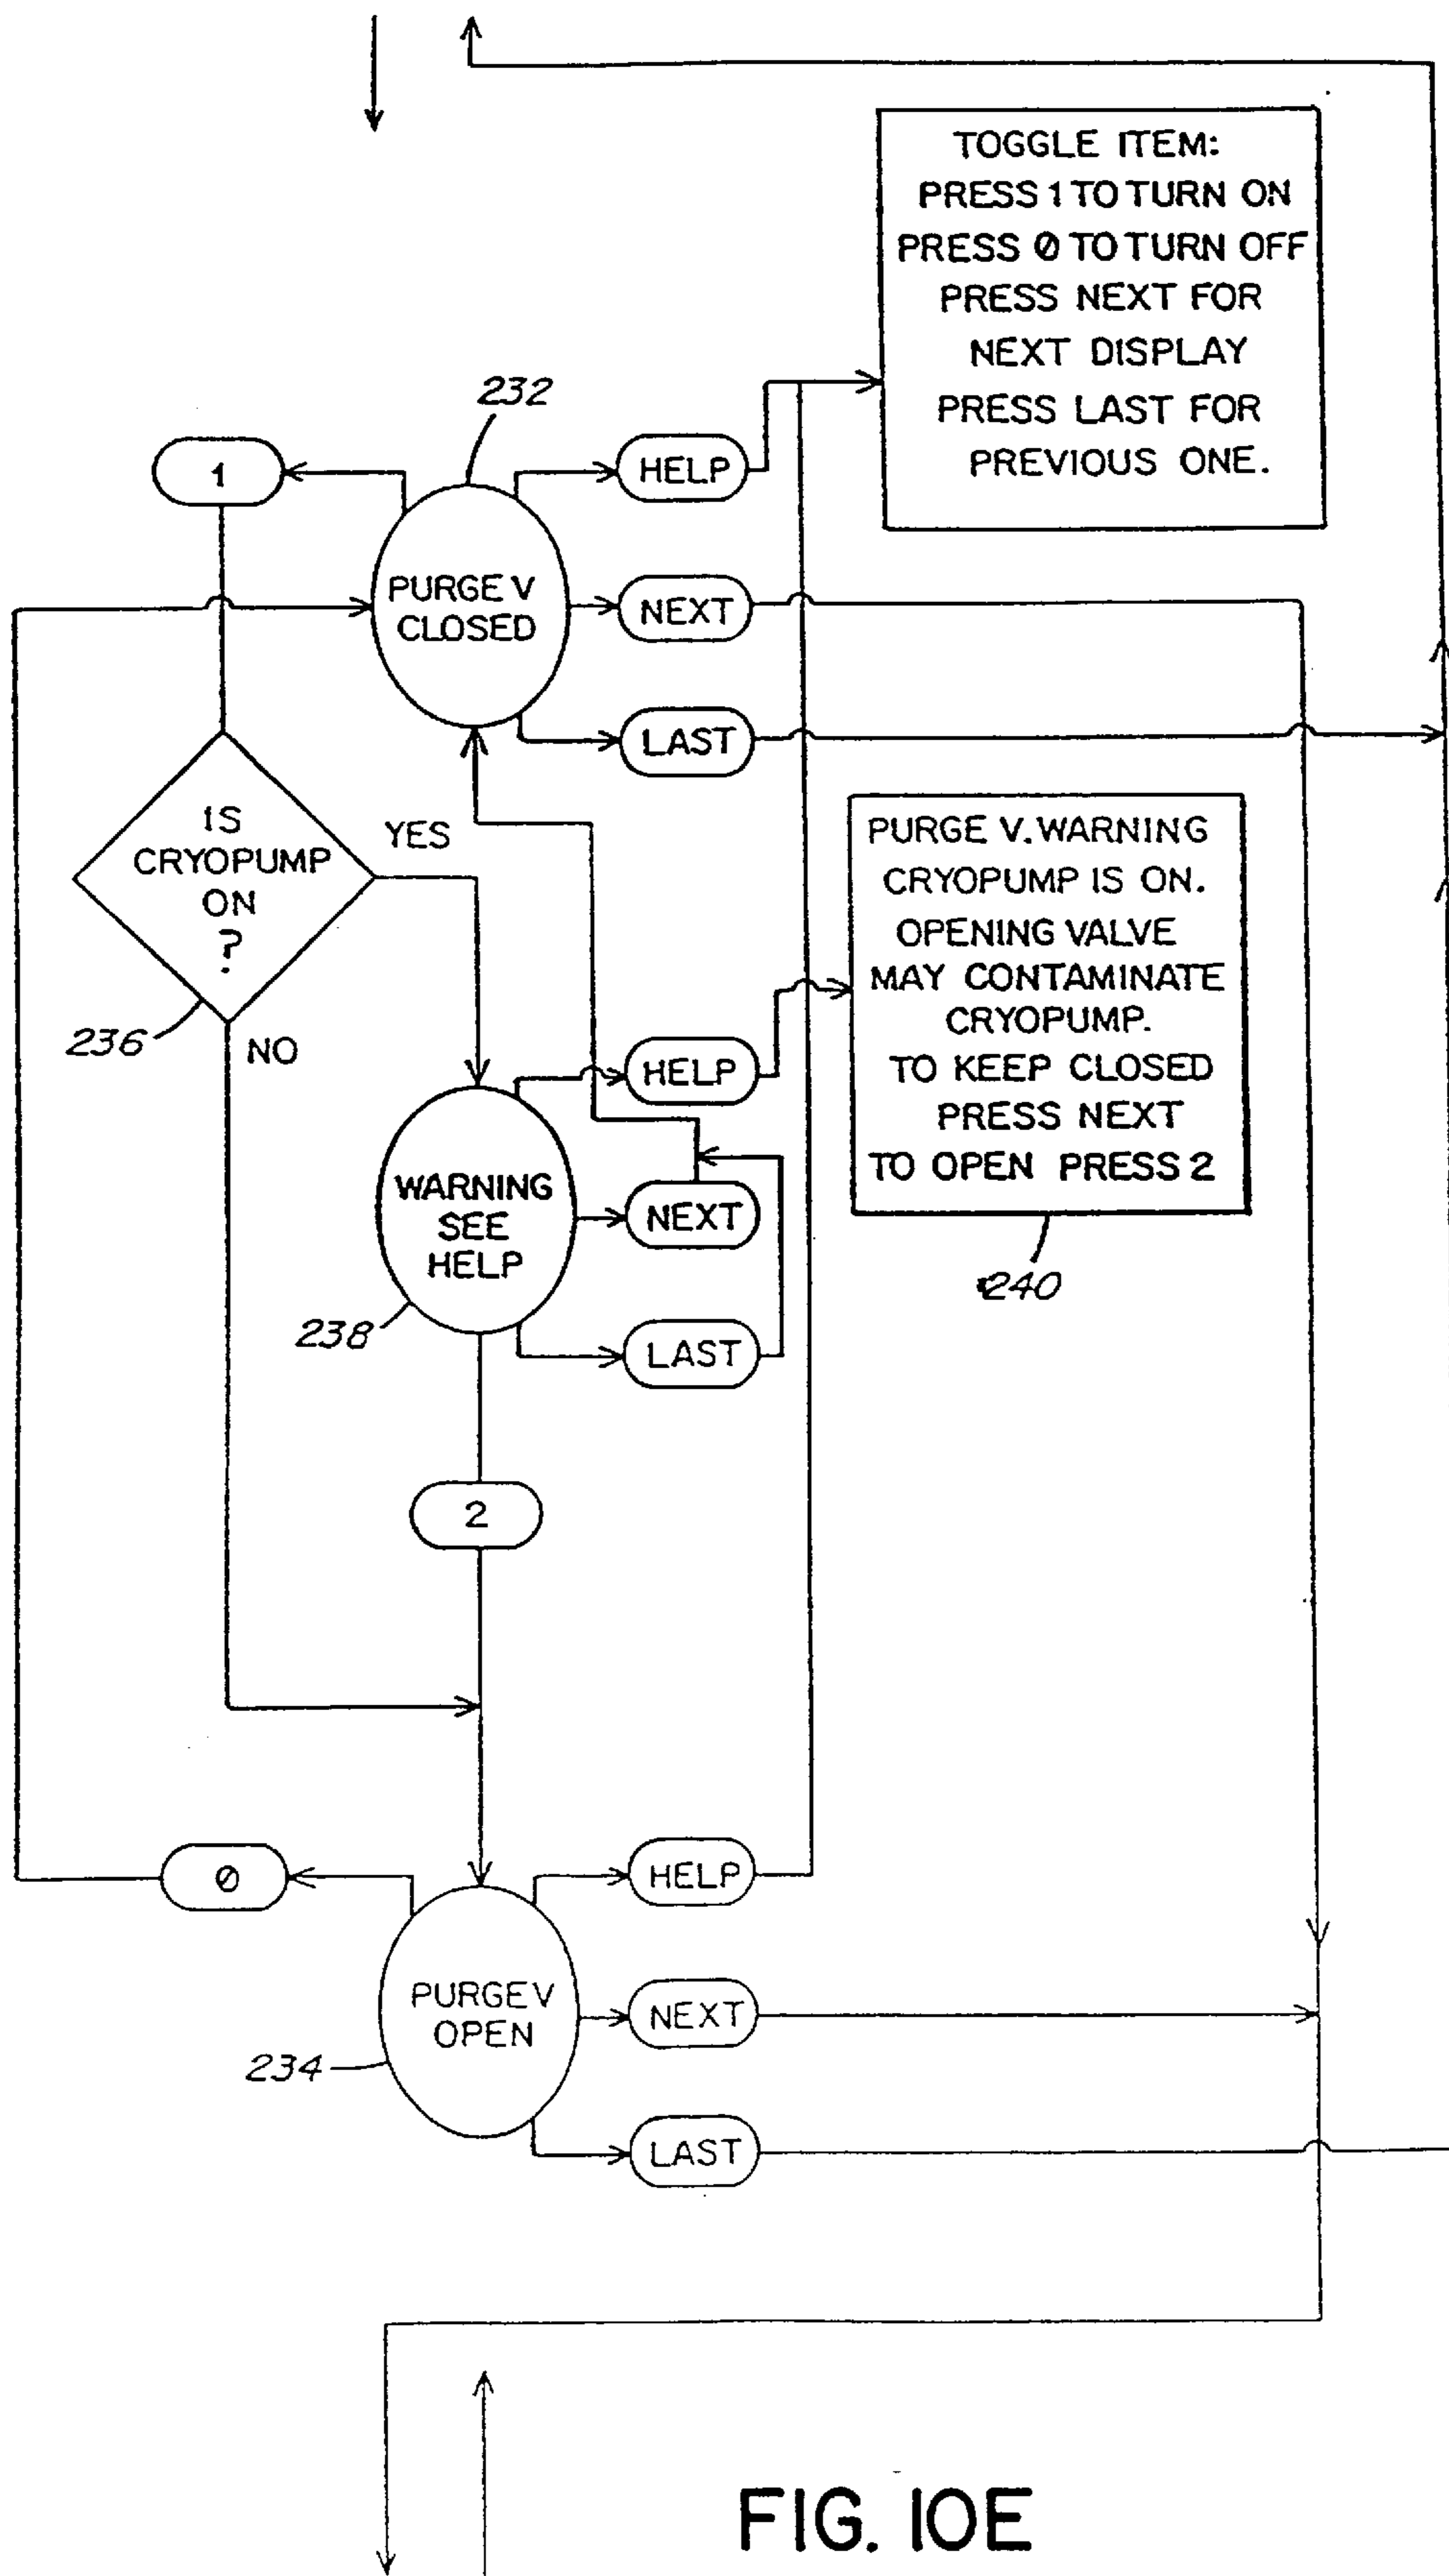 TOGGLE ITEM:
PRESS 1 TO TURN ON
PRESS 0 TO TURN OFF
PRESS NEXT FOR
NEXT DISPLAY
PRESS LAST FOR
PREVIOUS ONE.
232
1
HELP
PURGE V
CLOSED
NEXT
LAST
IS
CRYOPUMP
ON
?
YES
236
NO
PURGE V. WARNING
CRYOPUMP IS ON.
OPENING VALVE
MAY CONTAMINATE
CRYOPUMP.
TO KEEP CLOSED
PRESS NEXT
TO OPEN PRESS 2
240
HELP
WARNING
SEE
HELP
NEXT
238
LAST
2
0
HELP
PURGE V
OPEN
NEXT
234
LAST
FIG. 10E